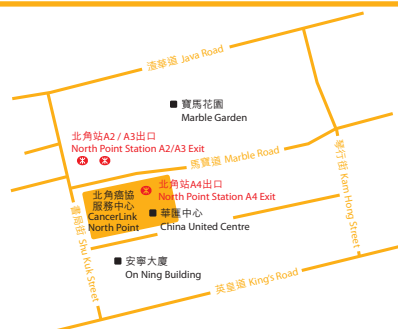 渣華道 Java Road
寶馬花園
Marble Garden
北角站A2 / A3出口
North Point Station A2/A3 Exit
馬寶道 Marble Road
琴行街 Kam Hong Street
北角站A4出口
North Point Station A4 Exit
北角癌協
服務中心
CancerLink
North Point
華匯中心
China United Centre
書局街 Shu Kuk Street
安寧大廈
On Ning Building
英皇道 King's Road